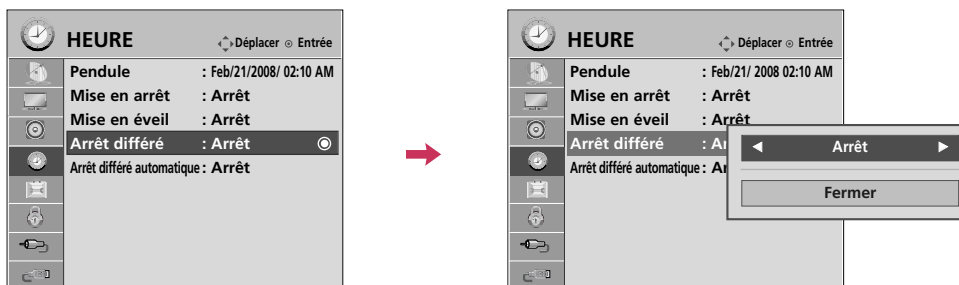 HEURE
Déplacer Entrée
Pendule : Feb/21/2008/ 02:10 AM
Mise en arrêt : Arrêt
Mise en éveil : Arrêt
Arrêt différé : Arrêt
Arrêt différé automatique : Arrêt
HEURE
Déplacer Entrée
Pendule : Feb/21/ 2008 02:10 AM
Mise en arrêt : Arrêt
Mise en éveil : Arrêt
Arrêt différé : Ar
Arrêt différé automatique : Ar
Arrêt
Fermer